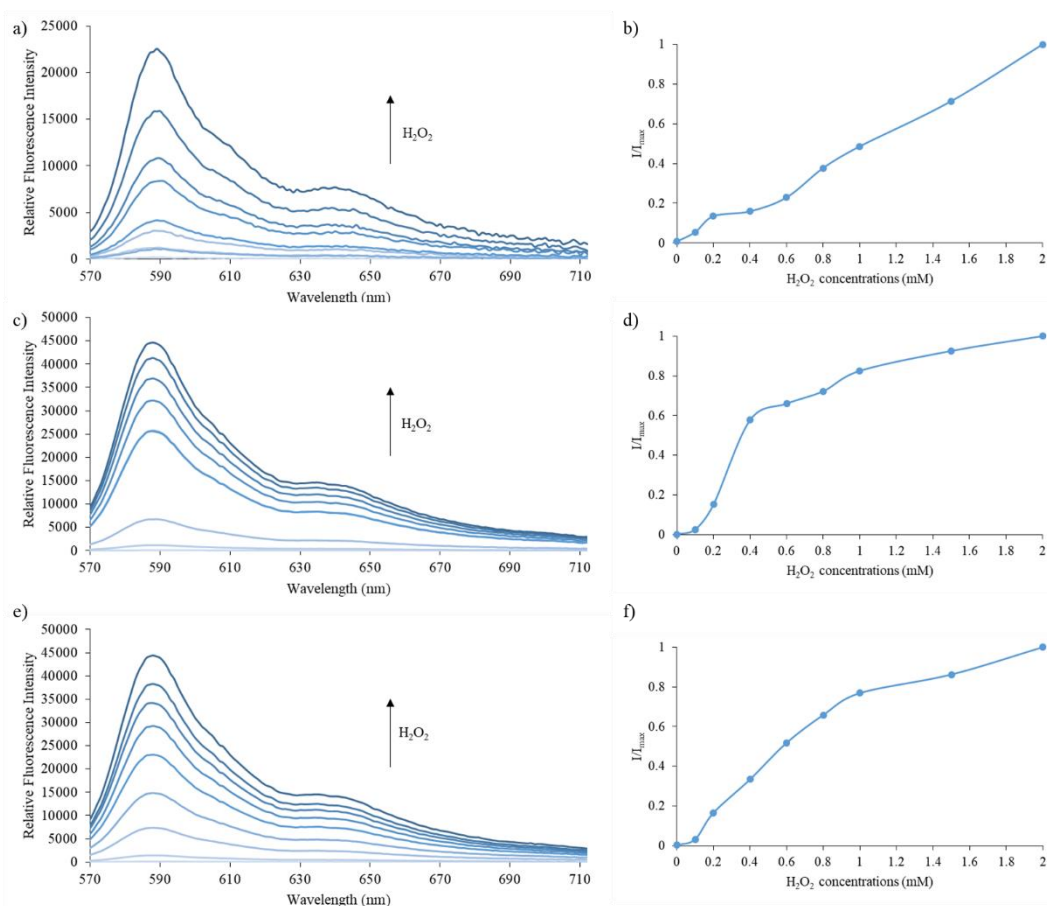 a)
25000
20000
15000
10000
5000
0
Relative Fluorescence Intensity
H₂O₂
570 590 610 630 650 670 690 710
Wavelength (nm)
b)
1
0.8
0.6
0.4
0.2
0
I/Imax
0 0.2 0.4 0.6 0.8 1 1.2 1.4 1.6 1.8 2
H₂O₂ concentrations (mM)
c)
50000
45000
40000
35000
30000
25000
20000
15000
10000
5000
0
Relative Fluorescence Intensity
H₂O₂
570 590 610 630 650 670 690 710
Wavelength (nm)
d)
1
0.8
0.6
0.4
0.2
0
I/Imax
0 0.2 0.4 0.6 0.8 1 1.2 1.4 1.6 1.8 2
H₂O₂ concentrations (mM)
e)
50000
45000
40000
35000
30000
25000
20000
15000
10000
5000
0
Relative Fluorescence Intensity
H₂O₂
570 590 610 630 650 670 690 710
Wavelength (nm)
f)
1
0.8
0.6
0.4
0.2
0
I/Imax
0 0.2 0.4 0.6 0.8 1 1.2 1.4 1.6 1.8 2
H₂O₂ concentrations (mM)